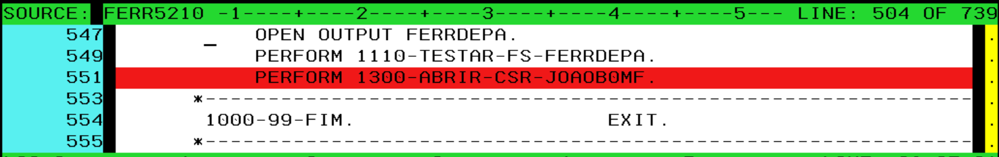 SOURCE: FERR5210 -1----+----2----+----3----+----4----+----5--- LINE: 504 OF 739
547 _ OPEN OUTPUT FERRDEPA. .
549 PERFORM 1110-TESTAR-FS-FERRDEPA. .
551 PERFORM 1300-ABRIR-CSR-JOAOB0MF. .
553 *------------------------------------------------------------- .
554 1000-99-FIM. EXIT. .
555 *------------------------------------------------------------- .